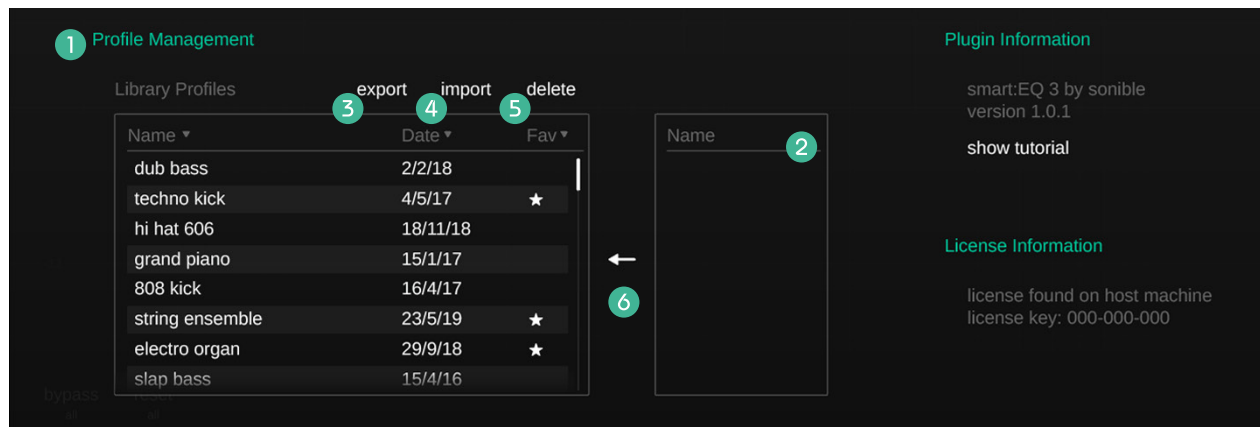 1 Profile Management
Library Profiles
3 export
4 import
5 delete
Name Date Fav
dub bass 2/2/18
techno kick 4/5/17
hi hat 606 18/11/18
grand piano 15/1/17
808 kick 16/4/17
string ensemble 23/5/19
electro organ 29/9/18
slap bass 15/4/16
6
Name 2
Plugin Information
smart:EQ 3 by sonible
version 1.0.1
show tutorial
License Information
license found on host machine
license key: 000-000-000
bypass reset
all all